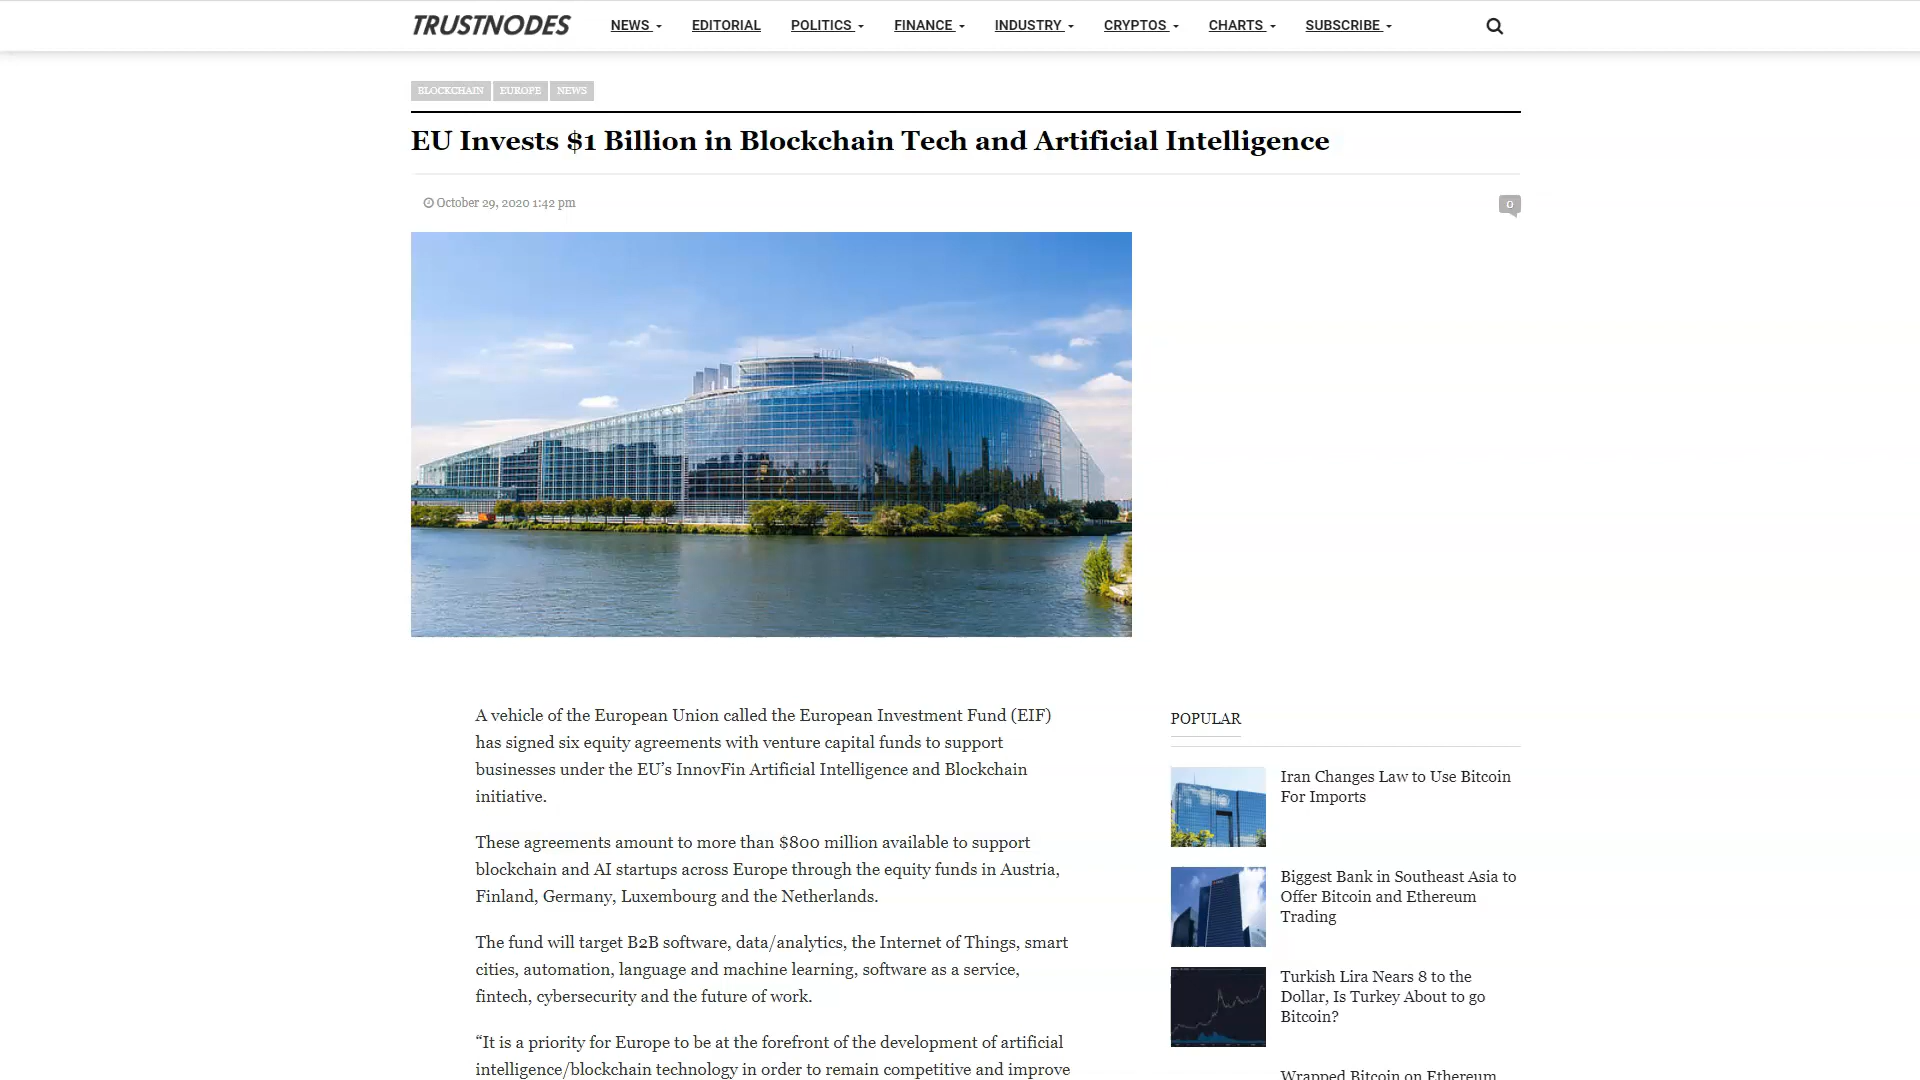 TRUSTNODES
NEWS
EDITORIAL
POLITICS
FINANCE
INDUSTRY
CRYPTOS
CHARTS
SUBSCRIBE
BLOCKCHAIN
EUROPE
NEWS
EU Invests $1 Billion in Blockchain Tech and Artificial Intelligence
October 29, 2020 1:42 pm
0
A vehicle of the European Union called the European Investment Fund (EIF)
has signed six equity agreements with venture capital funds to support
businesses under the EU’s InnovFin Artificial Intelligence and Blockchain
initiative.
These agreements amount to more than $800 million available to support
blockchain and AI startups across Europe through the equity funds in Austria,
Finland, Germany, Luxembourg and the Netherlands.
The fund will target B2B software, data/analytics, the Internet of Things, smart
cities, automation, language and machine learning, software as a service,
fintech, cybersecurity and the future of work.
“It is a priority for Europe to be at the forefront of the development of artificial
intelligence/blockchain technology in order to remain competitive and improve
POPULAR
Iran Changes Law to Use Bitcoin
For Imports
Biggest Bank in Southeast Asia to
Offer Bitcoin and Ethereum
Trading
Turkish Lira Nears 8 to the
Dollar, Is Turkey About to go
Bitcoin?
Wrapped Bitcoin on Ethereum